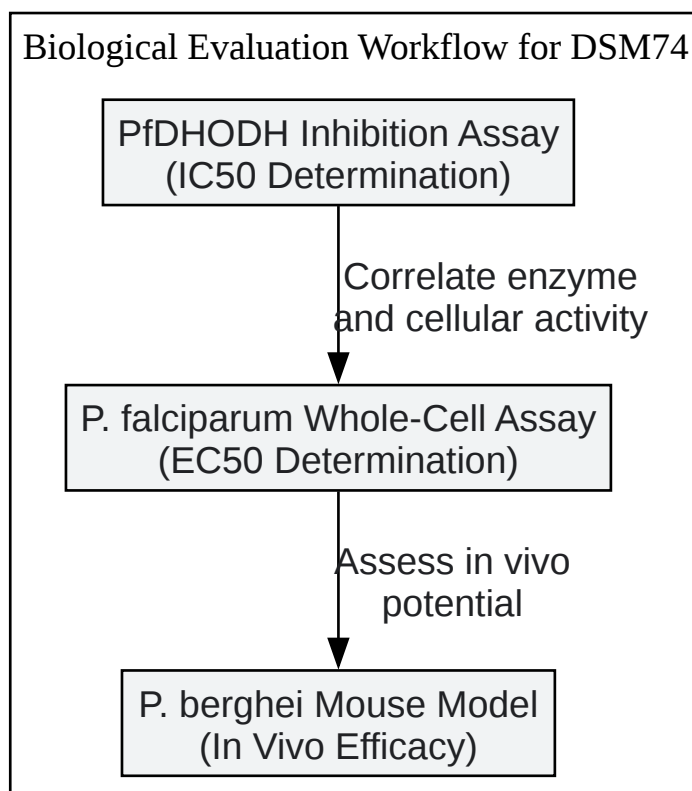 Biological Evaluation Workflow for DSM74
PfDHODH Inhibition Assay
(IC50 Determination)
Correlate enzyme
and cellular activity
P. falciparum Whole-Cell Assay
(EC50 Determination)
Assess in vivo
potential
P. berghei Mouse Model
(In Vivo Efficacy)